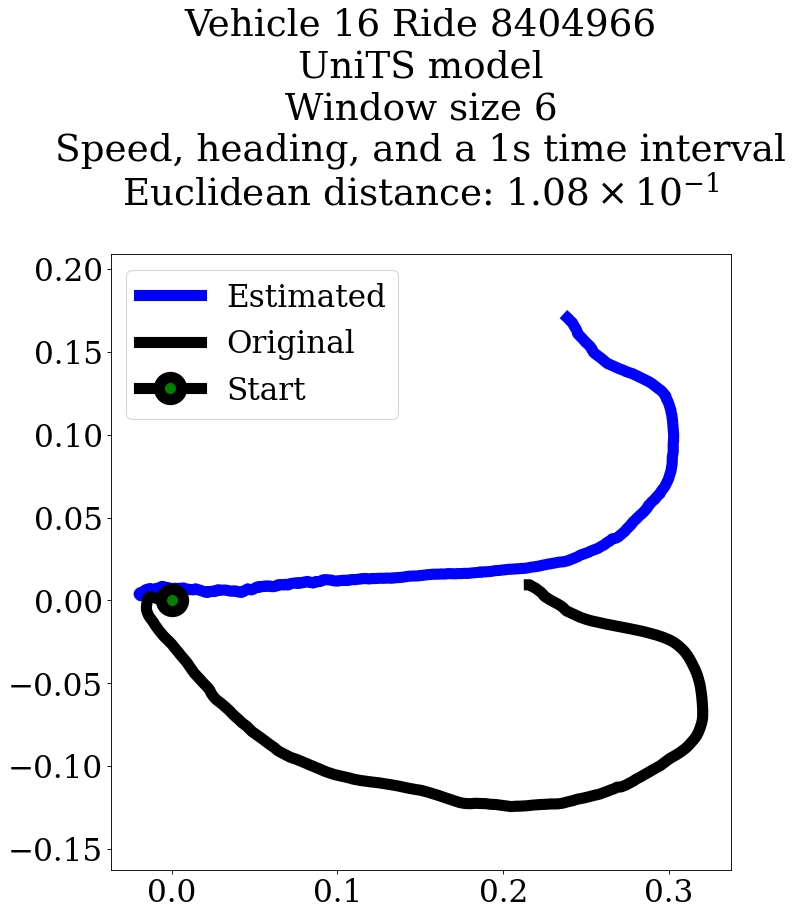 Vehicle 16 Ride 8404966
UniTS model
Window size 6
Speed, heading, and a 1s time interval
Euclidean distance: 1.08 × 10⁻¹
Estimated
Original
Start
0.20
0.15
0.10
0.05
0.00
−0.05
−0.10
−0.15
0.0 0.1 0.2 0.3